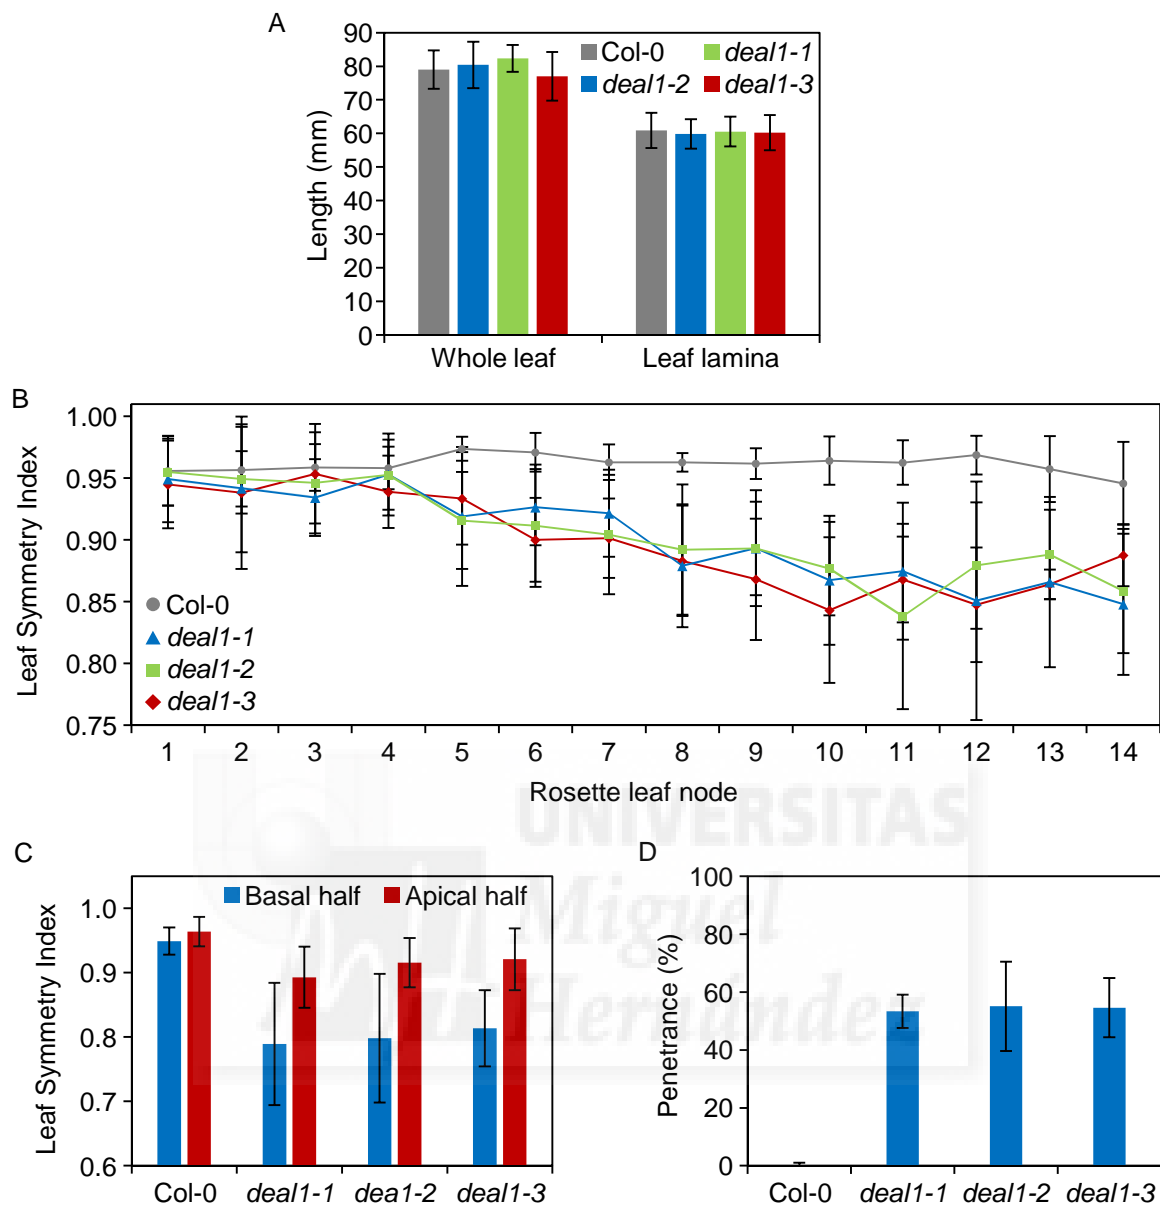 A
90
80
70
60
50
40
30
20
10
0
Length (mm)
Col-0 deal1-1
deal1-2 deal1-3
Whole leaf Leaf lamina
B
1.00
0.95
0.90
0.85
0.80
0.75
Leaf Symmetry Index
Col-0
deal1-1
deal1-2
deal1-3
1 2 3 4 5 6 7 8 9 10 11 12 13 14
Rosette leaf node
UNIVERSITAS
Miguel
Hernández
C
1.0
0.9
0.8
0.7
0.6
Leaf Symmetry Index
Basal half Apical half
Col-0 deal1-1 dea1-2 deal1-3
D
100
80
60
40
20
0
Penetrance (%)
Col-0 deal1-1 deal1-2 deal1-3